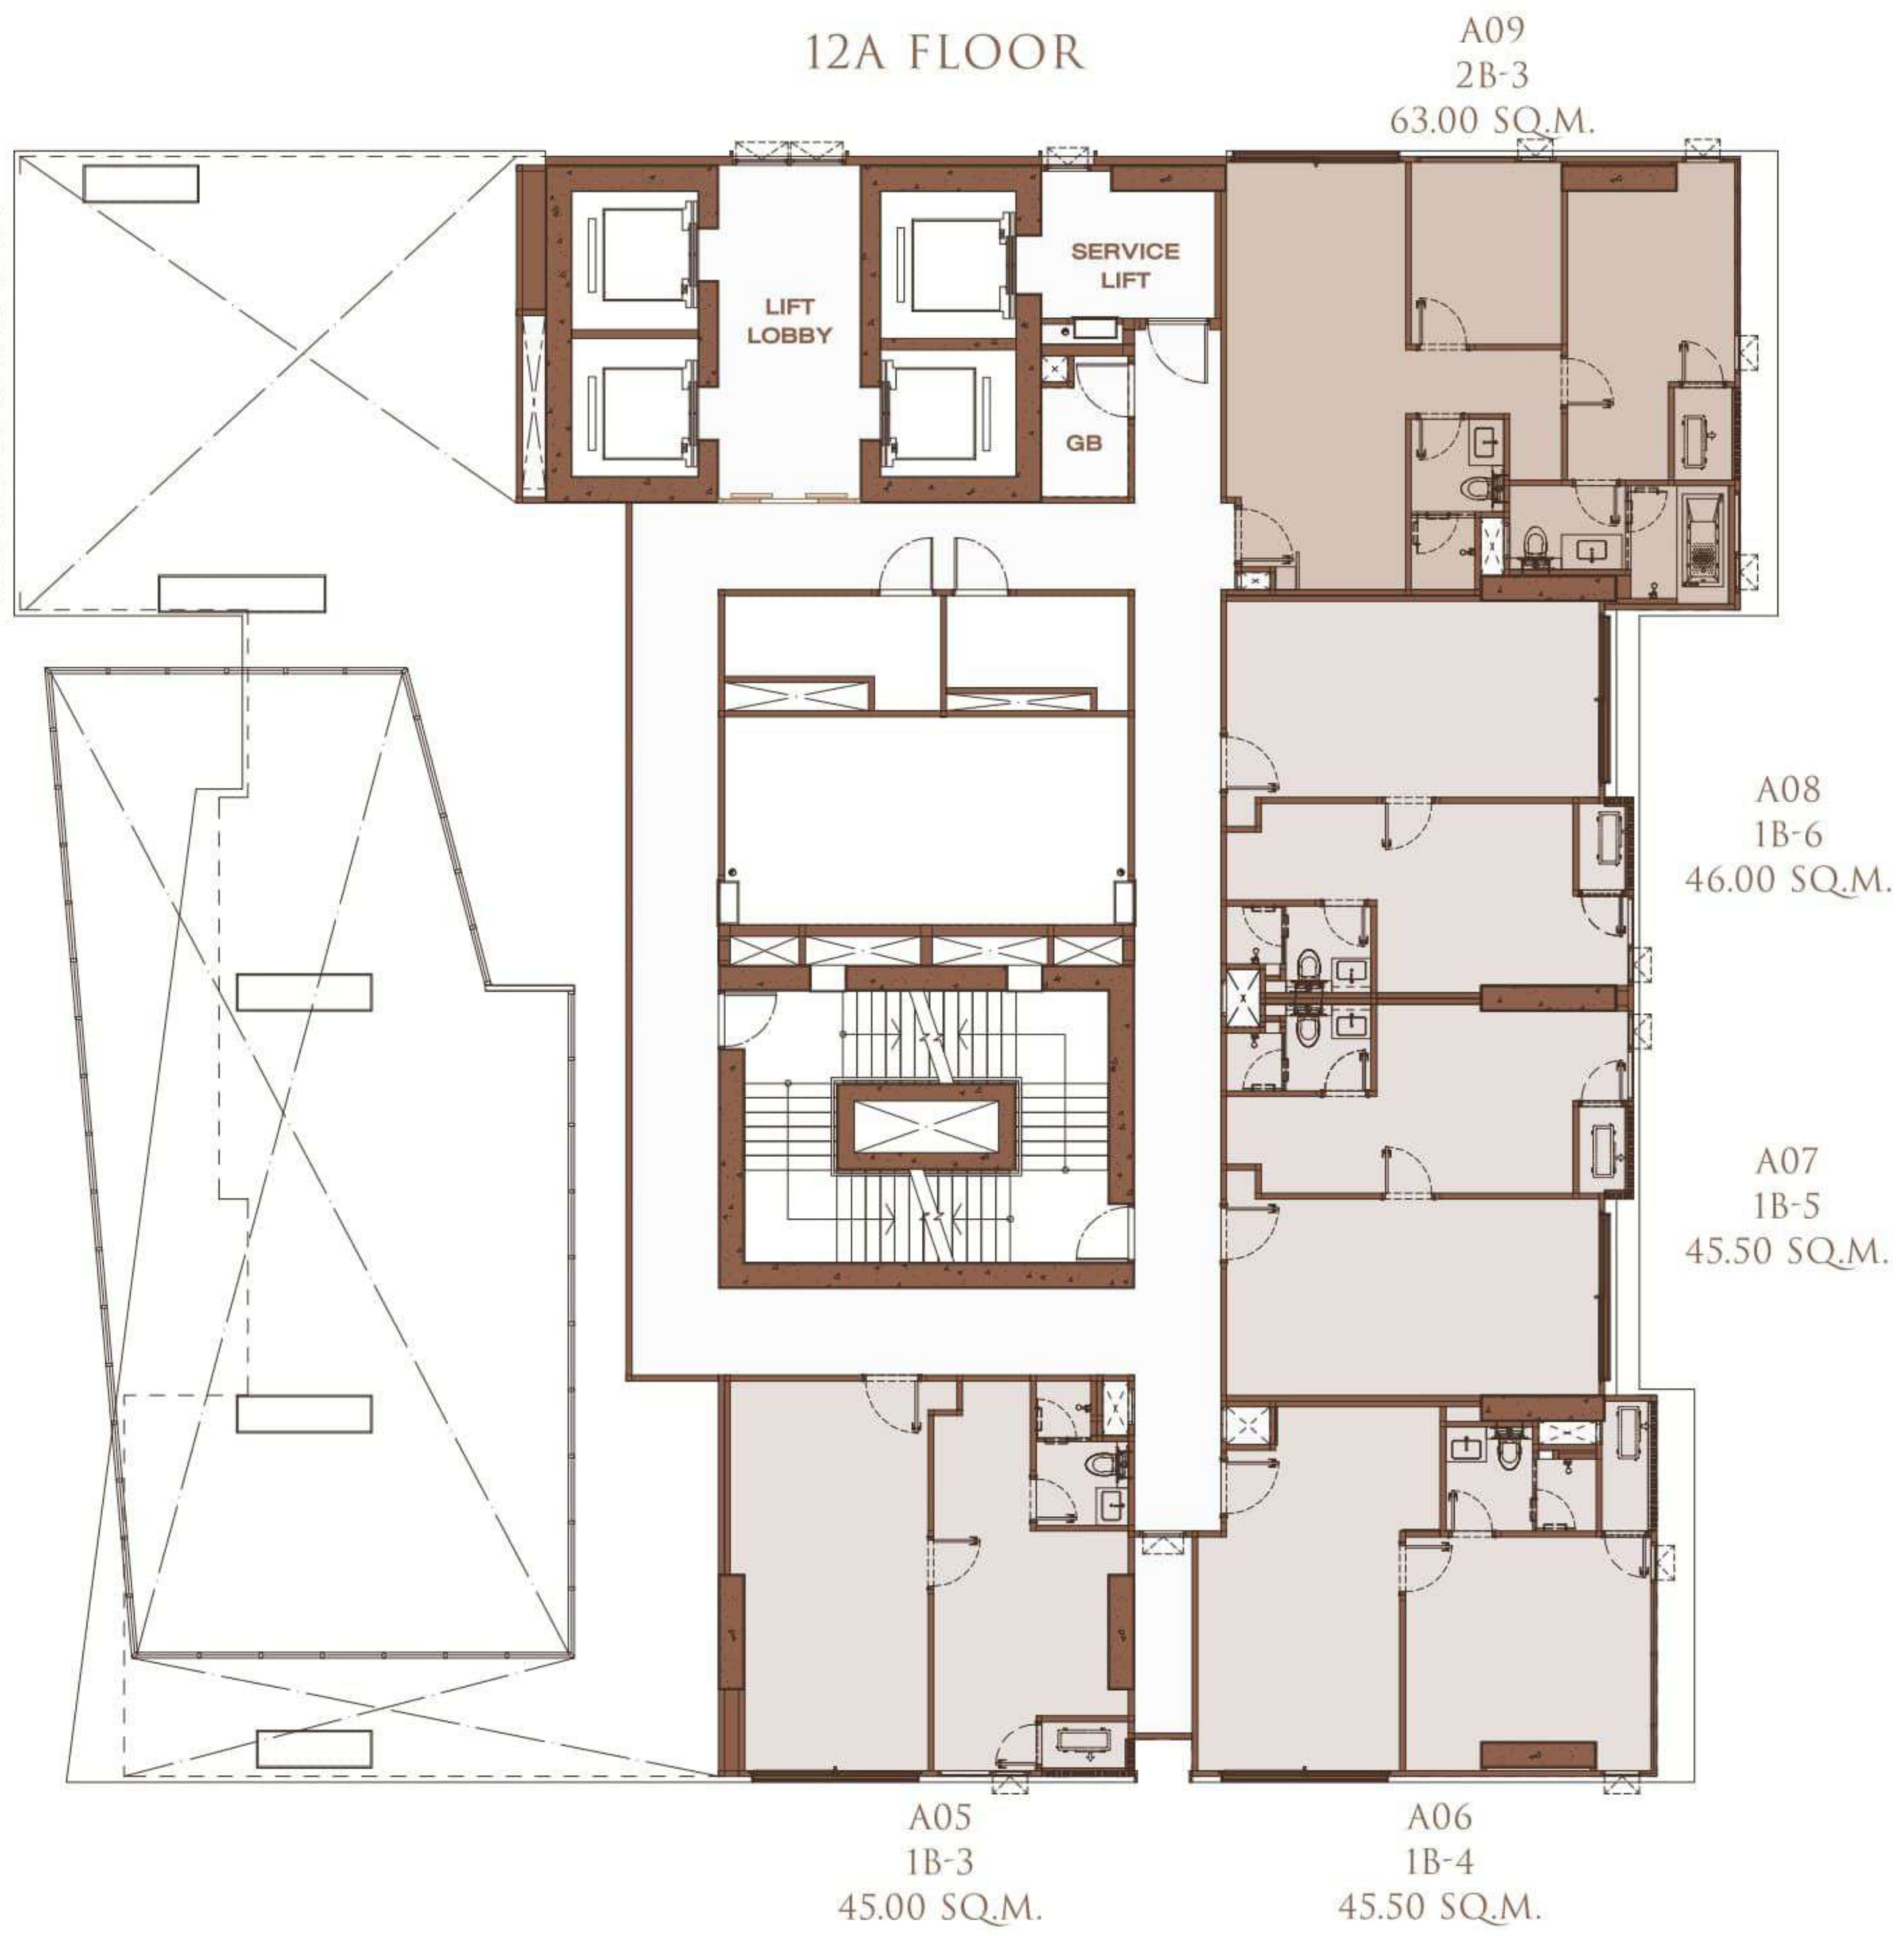 12A FLOOR
A09
2B-3
63.00 SQ.M.
SERVICE
LIFT
LIFT
LOBBY
GB
A08
1B-6
46.00 SQ.M.
A07
1B-5
45.50 SQ.M.
A05
1B-3
45.00 SQ.M.
A06
1B-4
45.50 SQ.M.